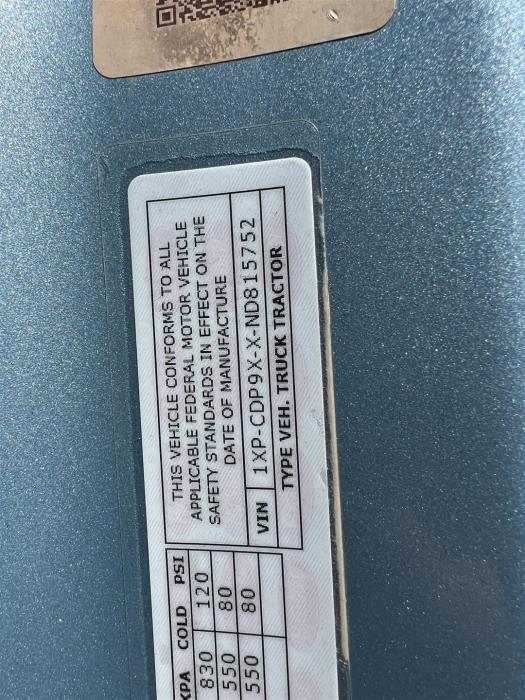 THIS VEHICLE CONFORMS TO ALL
APPLICABLE FEDERAL MOTOR VEHICLE
SAFETY STANDARDS IN EFFECT ON THE
DATE OF MANUFACTURE
VIN 1XP-CDP9X-X-ND815752
TYPE VEH. TRUCK TRACTOR
KPA COLD PSI
830 120
550 80
550 80